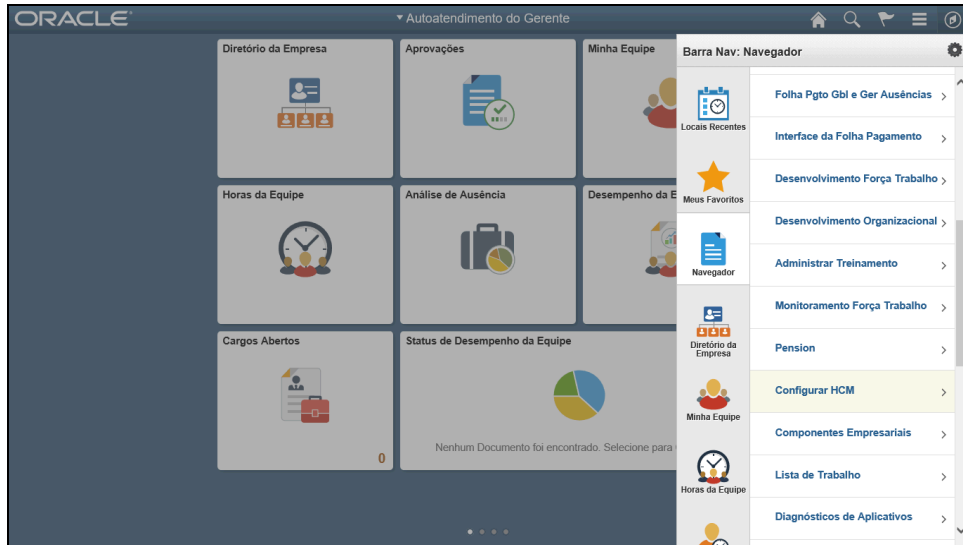 ORACLE
Autoatendimento do Gerente
Diretório da Empresa
Aprovações
Minha Equipe
Horas da Equipe
Análise de Ausência
Desempenho da E
Cargos Abertos
0
Status de Desempenho da Equipe
Nenhum Documento foi encontrado. Selecione para
Barra Nav: Navegador
Locais Recentes
Meus Favoritos
Navegador
Diretório da
Empresa
Minha Equipe
Horas da Equipe
Folha Pgto Gbl e Ger Ausências
Interface da Folha Pagamento
Desenvolvimento Força Trabalho
Desenvolvimento Organizacional
Administrar Treinamento
Monitoramento Força Trabalho
Pension
Configurar HCM
Componentes Empresariais
Lista de Trabalho
Diagnósticos de Aplicativos